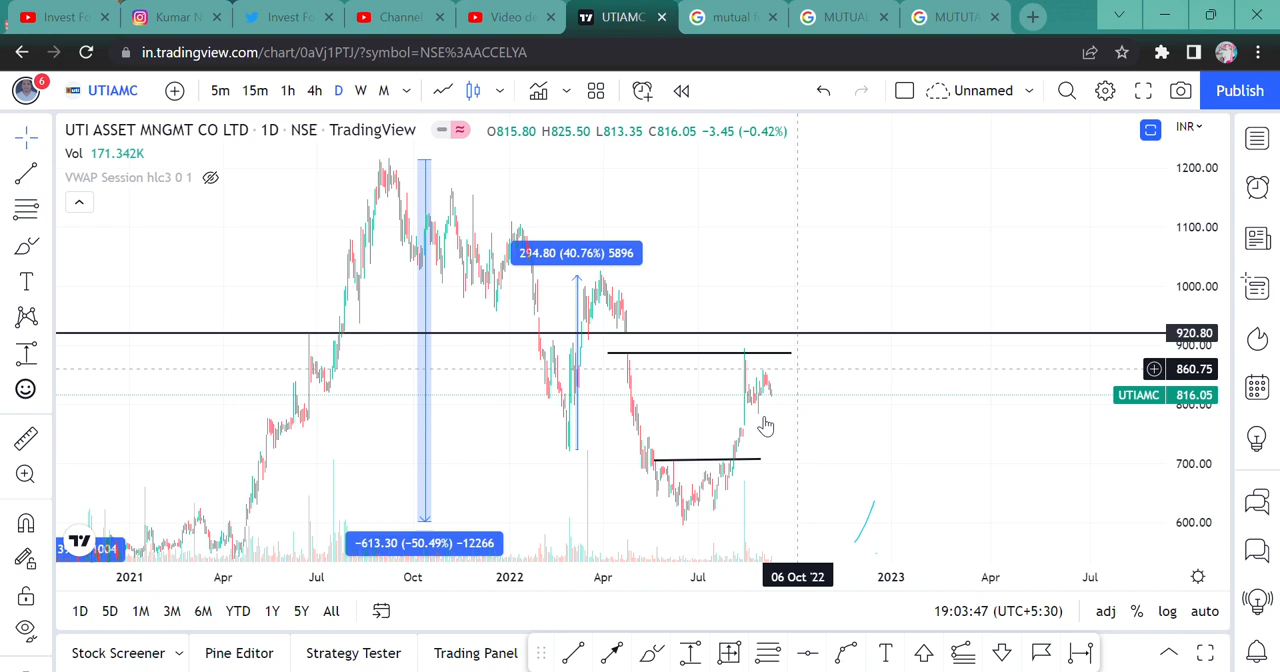 Invest Fo
Kumar N
Invest Fo
Channel
Video de
UTIAMC
mutual f
MUTUAL
MUTUTA
in.tradingview.com/chart/0aVj1PTJ/?symbol=NSE%3AACCELYA
6
UTI
UTIAMC
5m 15m 1h 4h D W M
Unnamed
Publish
UTI ASSET MNGMT CO LTD · 1D · NSE · TradingView
O815.80 H825.50 L813.35 C816.05 −3.45 (−0.42%)
INR
Vol 171.342K
VWAP Session hlc3 0 1
1200.00
1100.00
294.80 (40.76%) 5896
1000.00
920.80
900.00
860.75
UTIAMC 816.05
800.00
700.00
600.00
−613.30 (−50.49%) −12266
1004
2021 Apr Jul Oct 2022 Apr Jul 06 Oct '22 2023 Apr Jul
1D 5D 1M 3M 6M YTD 1Y 5Y All
19:03:47 (UTC+5:30)
adj % log auto
Stock Screener
Pine Editor
Strategy Tester
Trading Panel
T